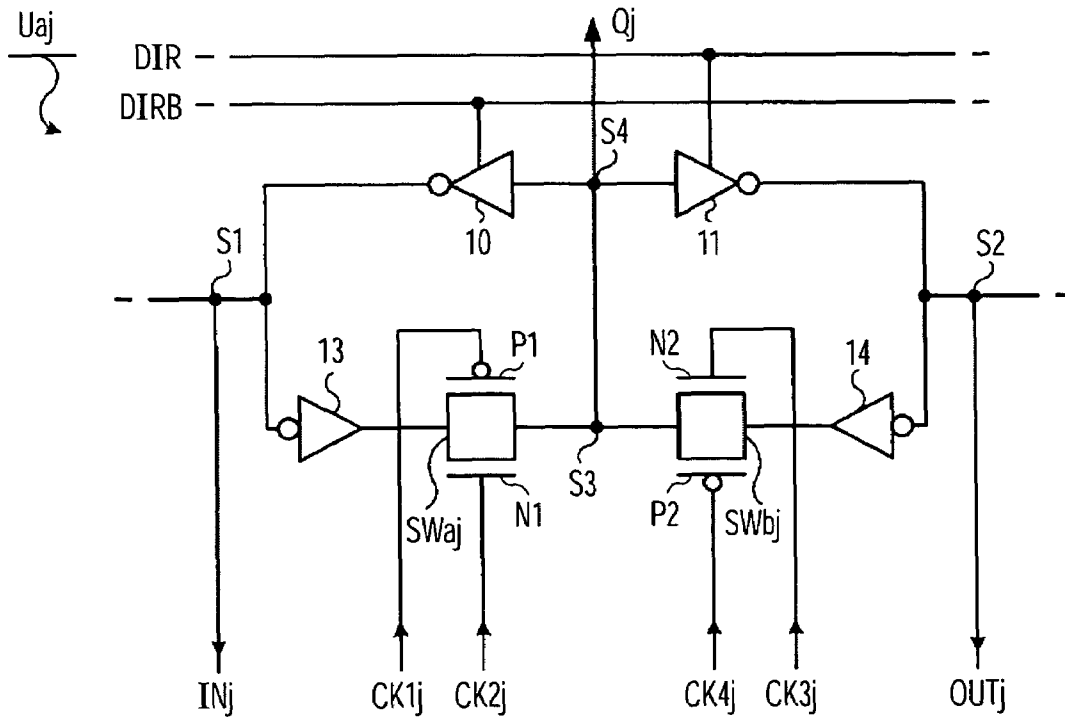 Uaj
Qj
DIR
DIRB
S4
10
11
S1
S2
13
P1
N2
14
SWaj
N1
S3
P2
SWbj
INj
CK1j
CK2j
CK4j
CK3j
OUTj